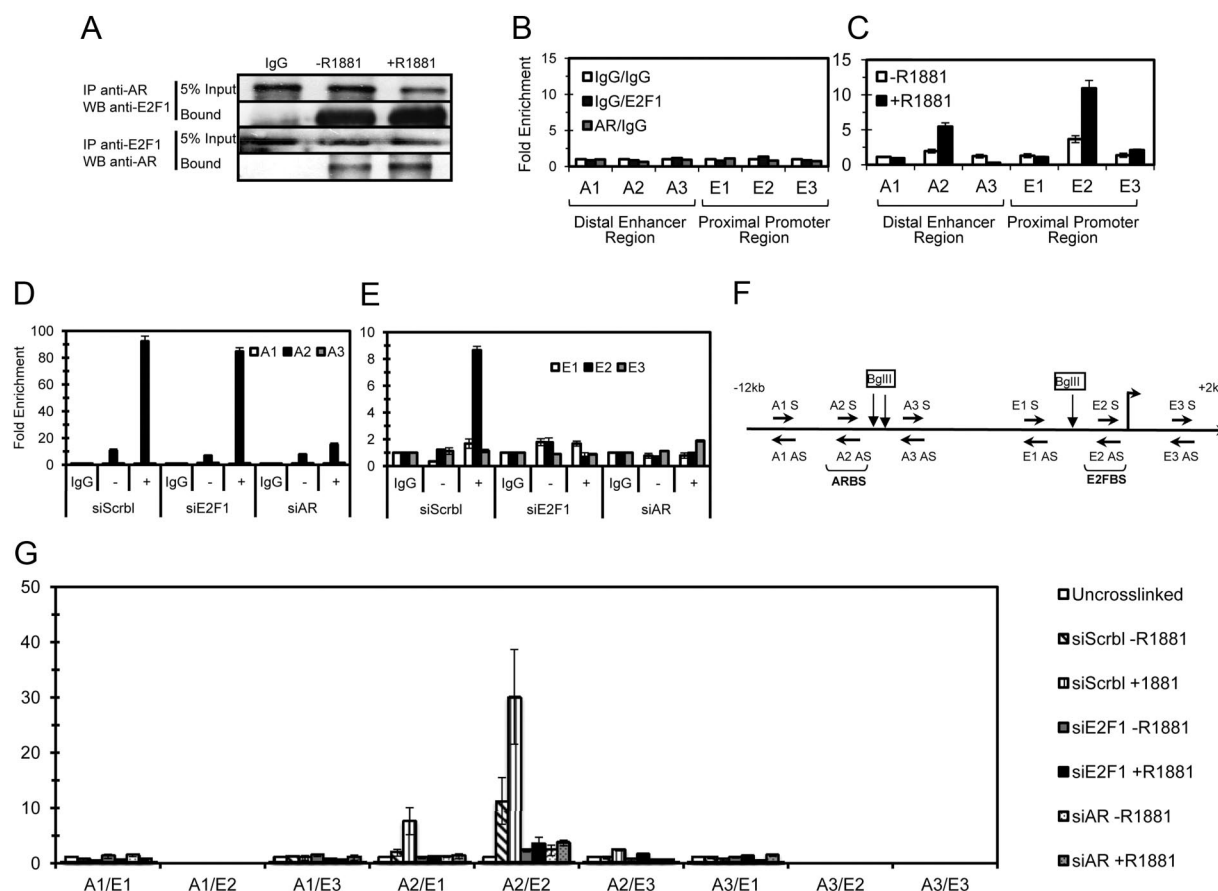 A
IgG -R1881 +R1881
IP anti-AR
WB anti-E2F1
5% Input
Bound
IP anti-E2F1
WB anti-AR
5% Input
Bound
B
Fold Enrichment
15
10
5
0
IgG/IgG
IgG/E2F1
AR/IgG
A1 A2 A3 E1 E2 E3
Distal Enhancer Region
Proximal Promoter Region
C
15
10
5
0
-R1881
+R1881
A1 A2 A3 E1 E2 E3
Distal Enhancer Region
Proximal Promoter Region
D
Fold Enrichment
100
80
60
40
20
0
A1 A2 A3
IgG - + IgG - + IgG - +
siScrbl siE2F1 siAR
E
10
8
6
4
2
0
E1 E2 E3
IgG - + IgG - + IgG - +
siScrbl siE2F1 siAR
F
-12kb +2k
BglII BglII
A1 S A2 S A3 S E1 S E2 S E3 S
A1 AS A2 AS A3 AS E1 AS E2 AS E3 AS
ARBS E2FBS
G
50
40
30
20
10
0
A1/E1 A1/E2 A1/E3 A2/E1 A2/E2 A2/E3 A3/E1 A3/E2 A3/E3
Uncrosslinked
siScrbl -R1881
siScrbl +1881
siE2F1 -R1881
siE2F1 +R1881
siAR -R1881
siAR +R1881